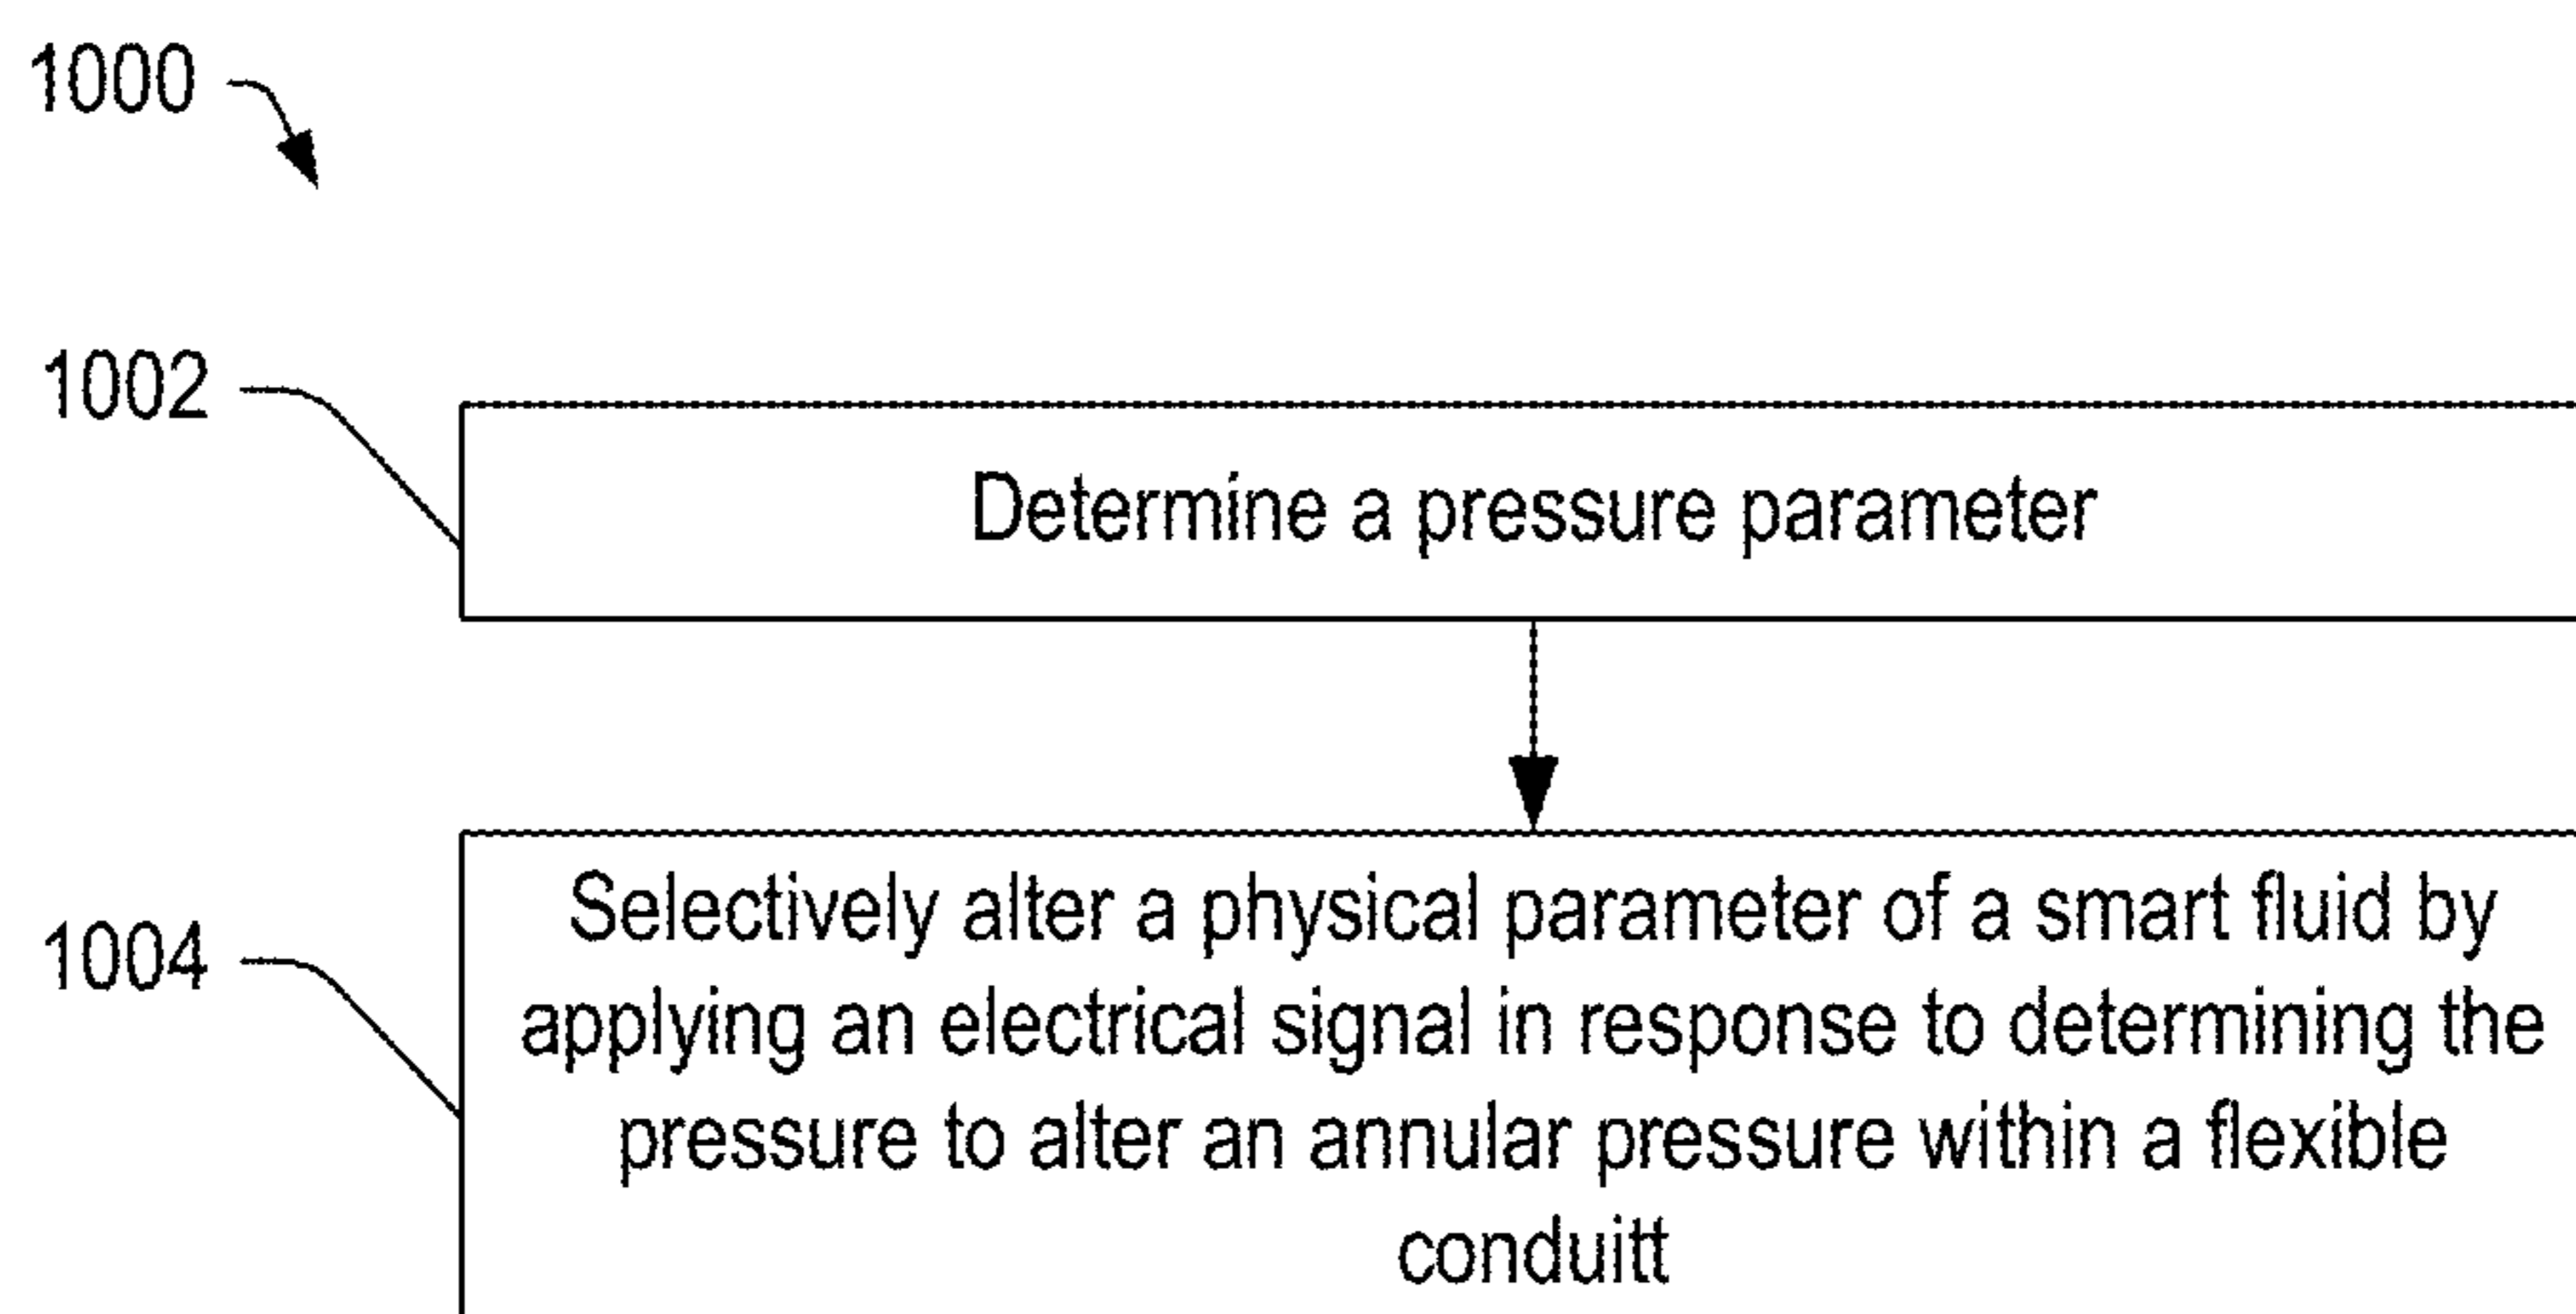 1000
1002
Determine a pressure parameter
1004
Selectively alter a physical parameter of a smart fluid by
applying an electrical signal in response to determining the
pressure to alter an annular pressure within a flexible
conduitt